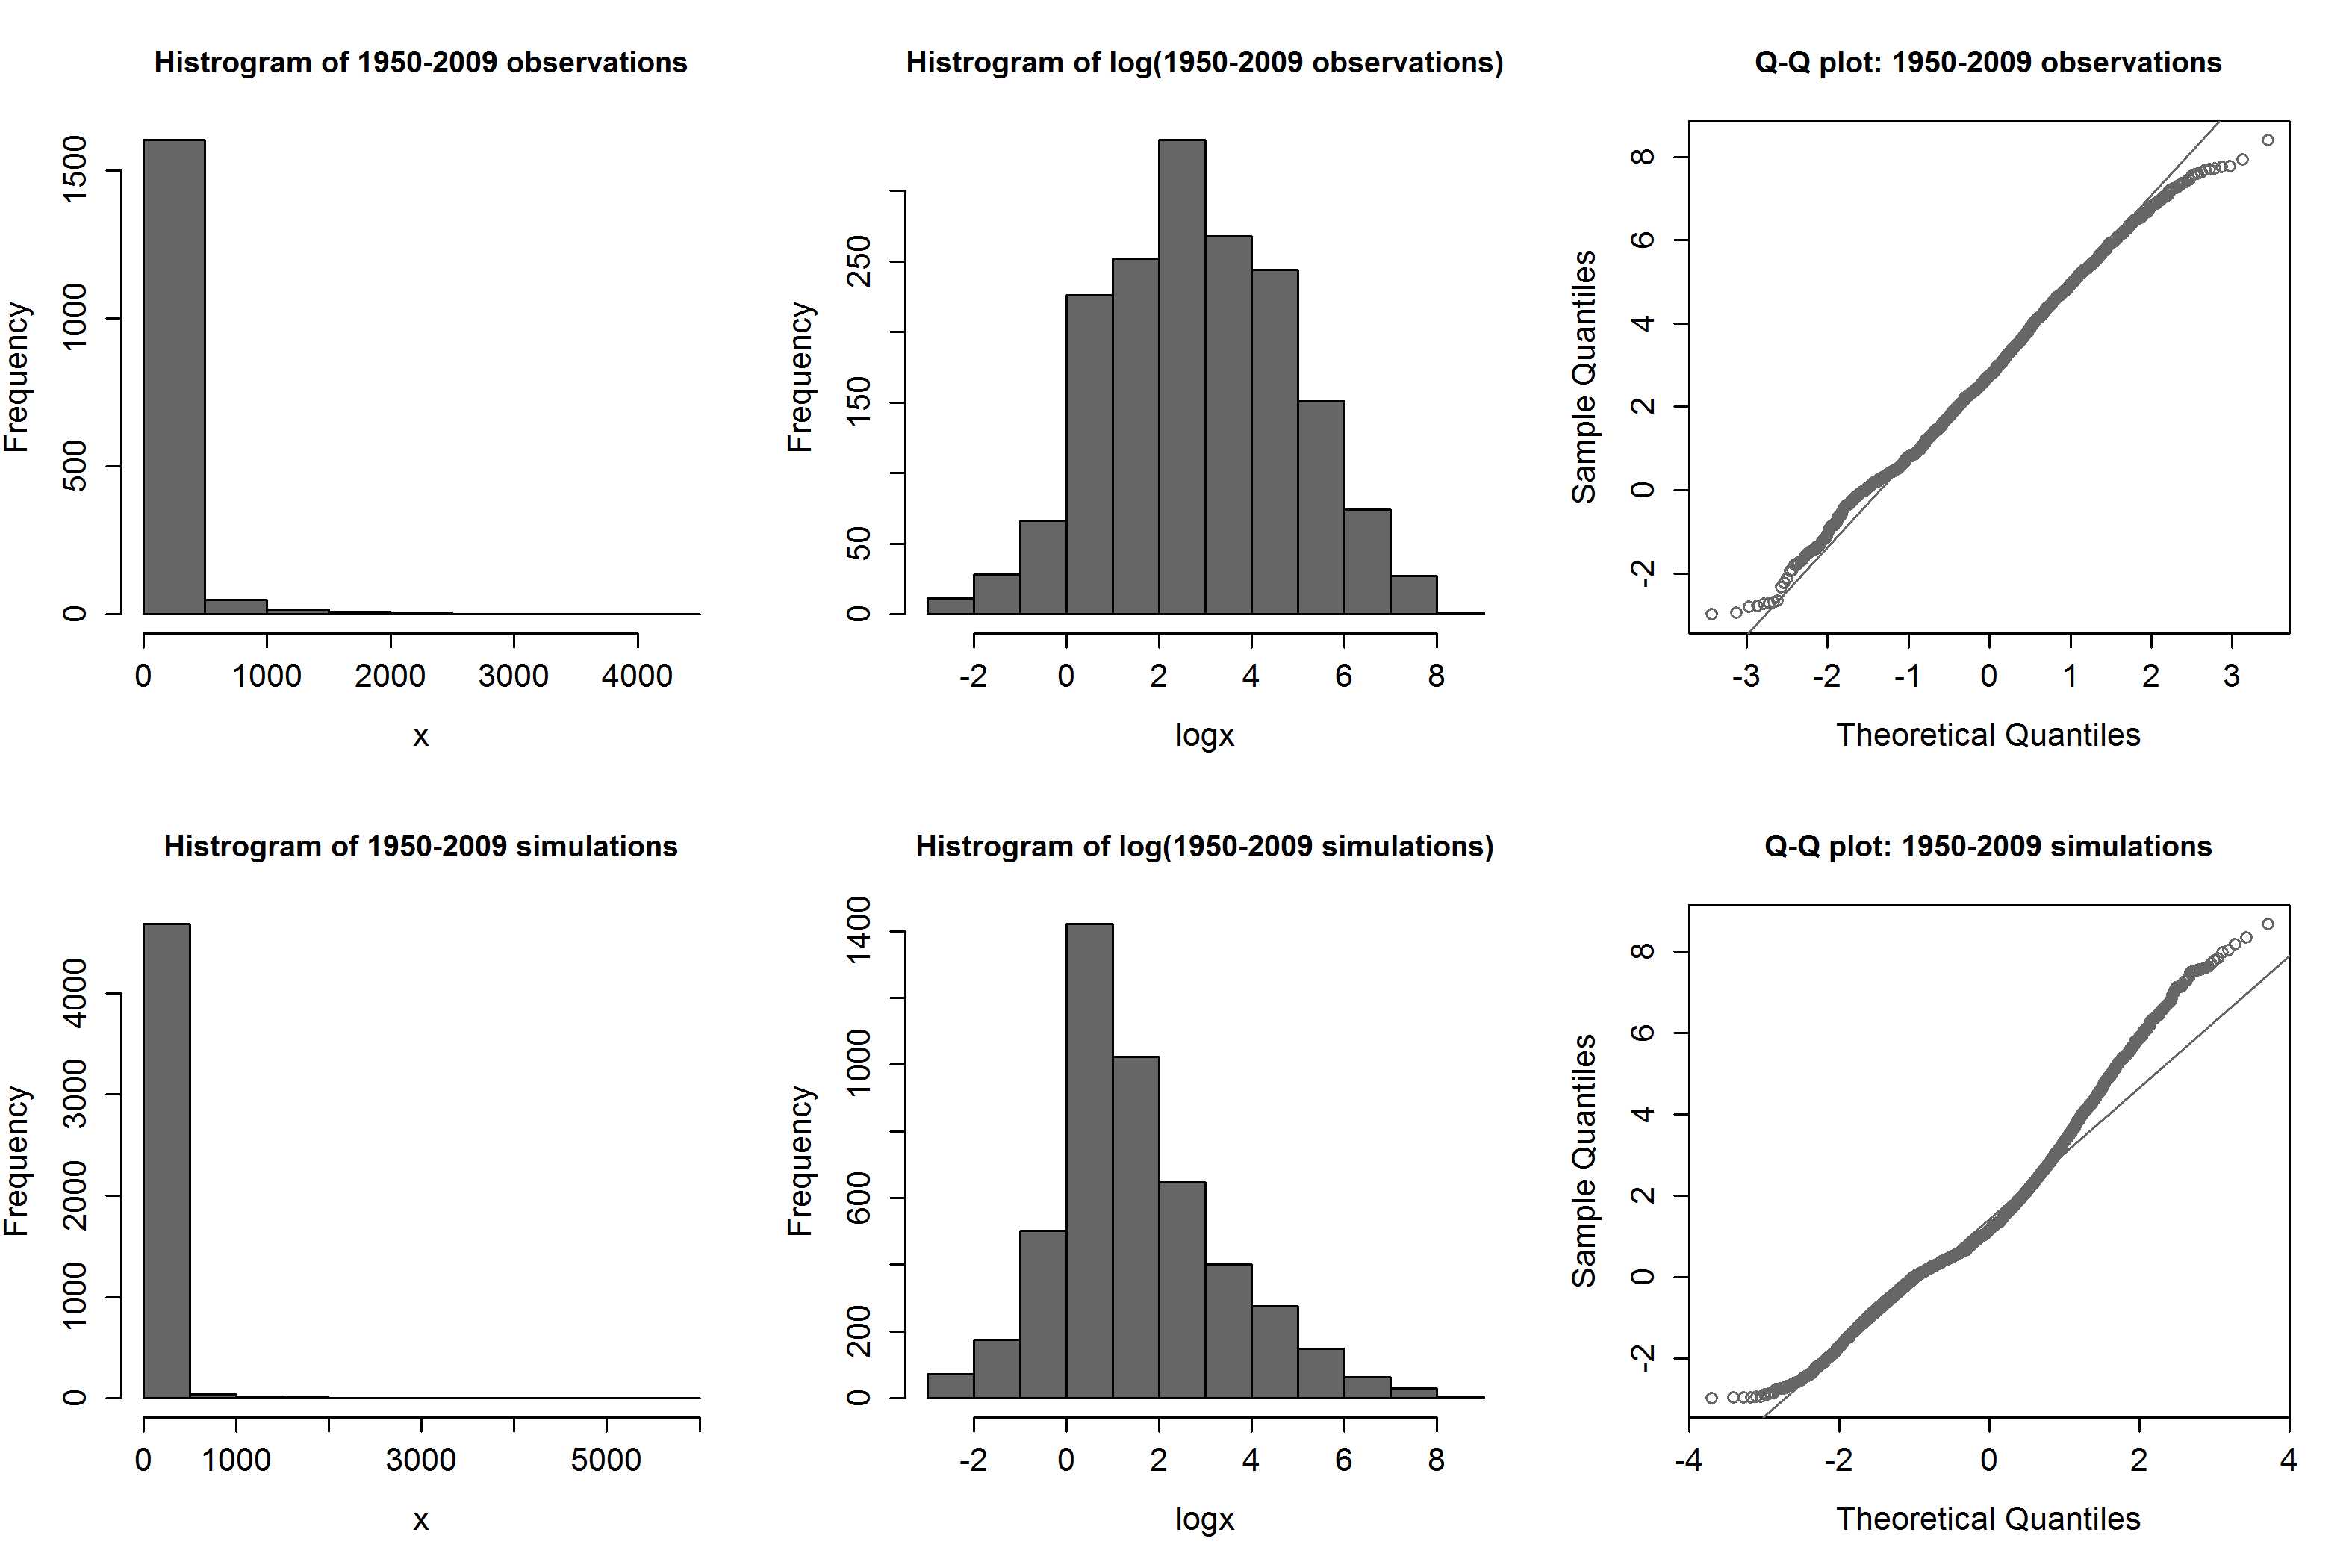 Histrogram of 1950-2009 observations
Frequency
0 500 1000 1500
0 1000 2000 3000 4000
x
Histrogram of log(1950-2009 observations)
Frequency
0 50 150 250
-2 0 2 4 6 8
logx
Q-Q plot: 1950-2009 observations
Sample Quantiles
-2 0 2 4 6 8
-3 -2 -1 0 1 2 3
Theoretical Quantiles
Histrogram of 1950-2009 simulations
Frequency
0 1000 2000 3000 4000
0 1000 3000 5000
x
Histrogram of log(1950-2009 simulations)
Frequency
0 200 600 1000 1400
-2 0 2 4 6 8
logx
Q-Q plot: 1950-2009 simulations
Sample Quantiles
-2 0 2 4 6 8
-4 -2 0 2 4
Theoretical Quantiles